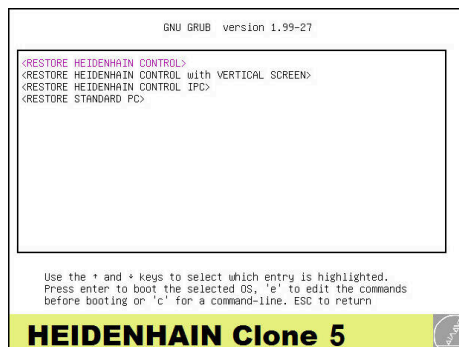 GNU GRUB version 1.99-27
<RESTORE HEIDENHAIN CONTROL>
<RESTORE HEIDENHAIN CONTROL with VERTICAL SCREEN>
<RESTORE HEIDENHAIN CONTROL IPC>
<RESTORE STANDARD PC>
Use the ↑ and ↓ keys to select which entry is highlighted.
Press enter to boot the selected OS, 'e' to edit the commands
before booting or 'c' for a command-line. ESC to return
HEIDENHAIN Clone 5